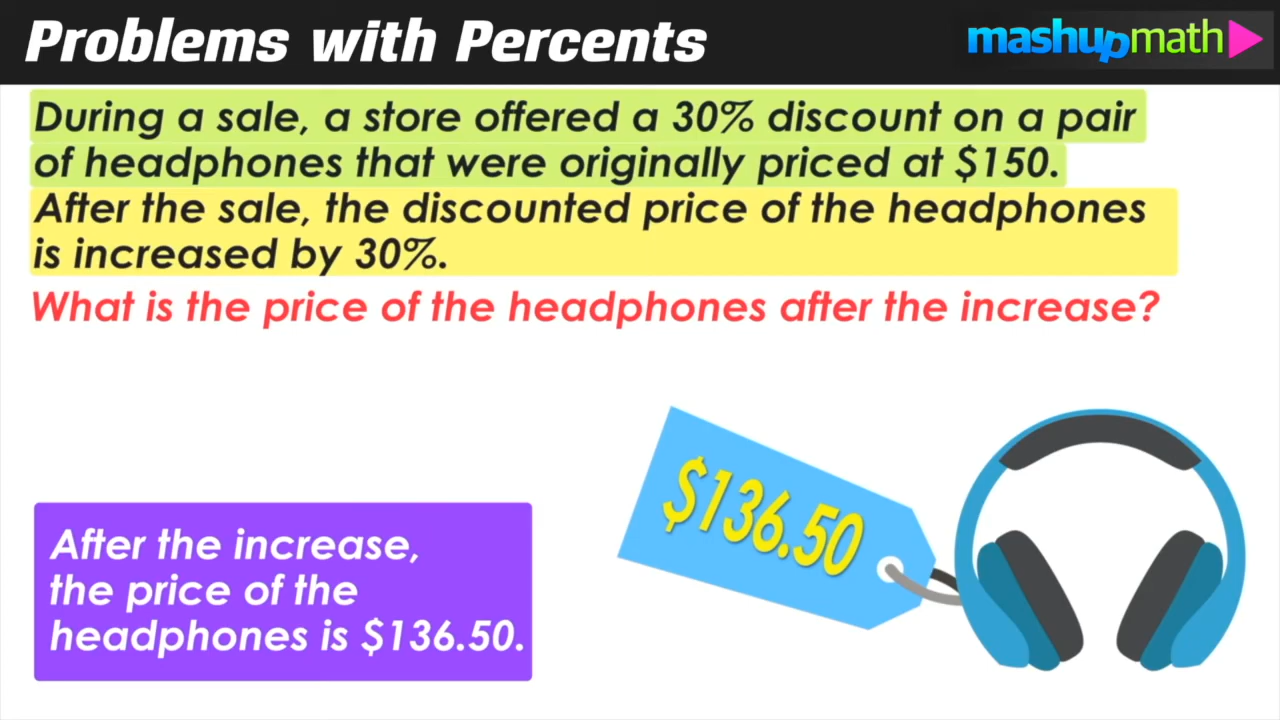 Problems with Percents
mashupmath
During a sale, a store offered a 30% discount on a pair
of headphones that were originally priced at $150.
After the sale, the discounted price of the headphones
is increased by 30%.
What is the price of the headphones after the increase?
$136.50
After the increase,
the price of the
headphones is $136.50.